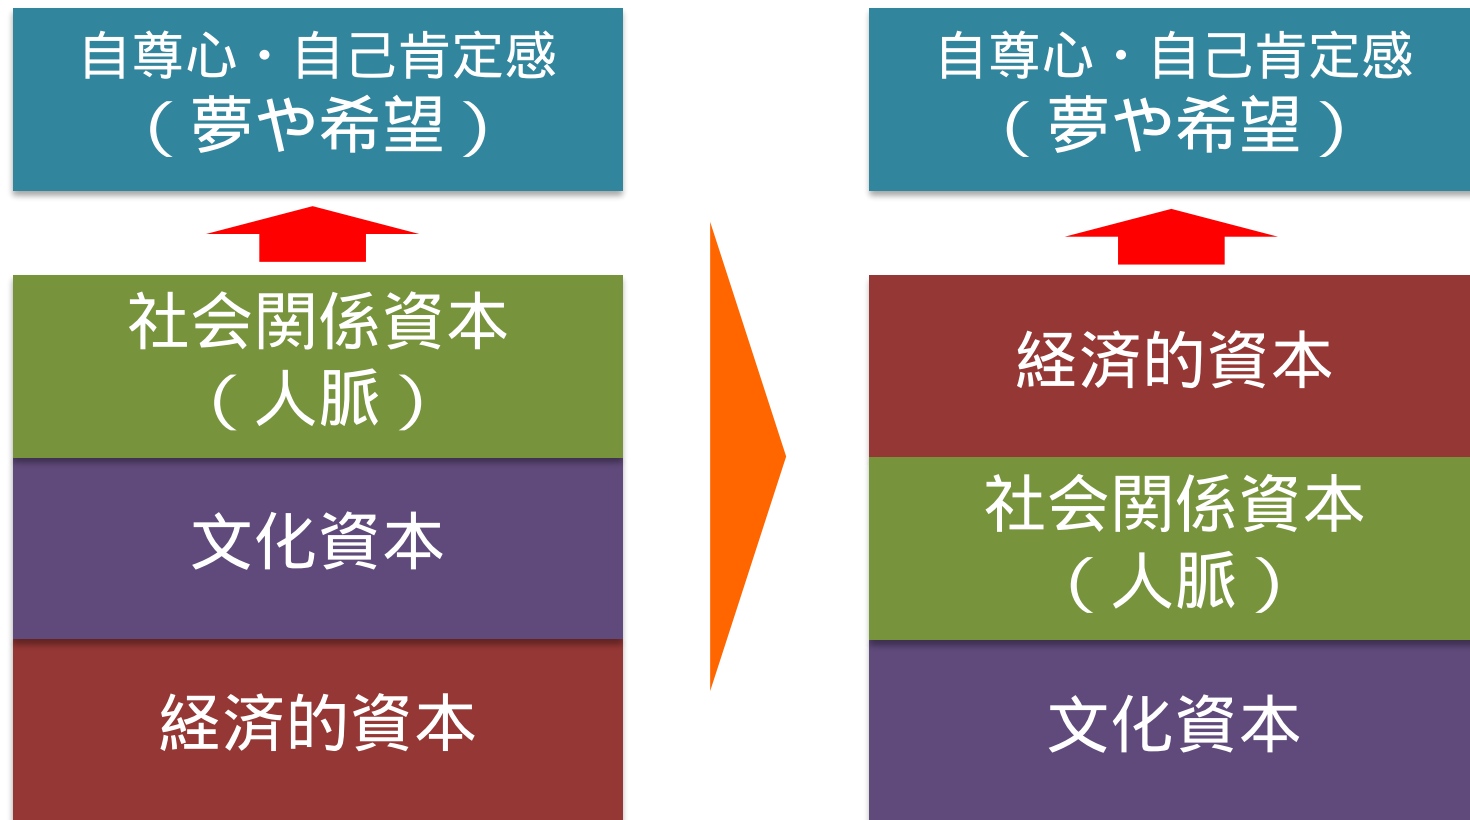 自尊心・自己肯定感
（夢や希望）
社会関係資本
（人脈）
文化資本
経済的資本
自尊心・自己肯定感
（夢や希望）
経済的資本
社会関係資本
（人脈）
文化資本